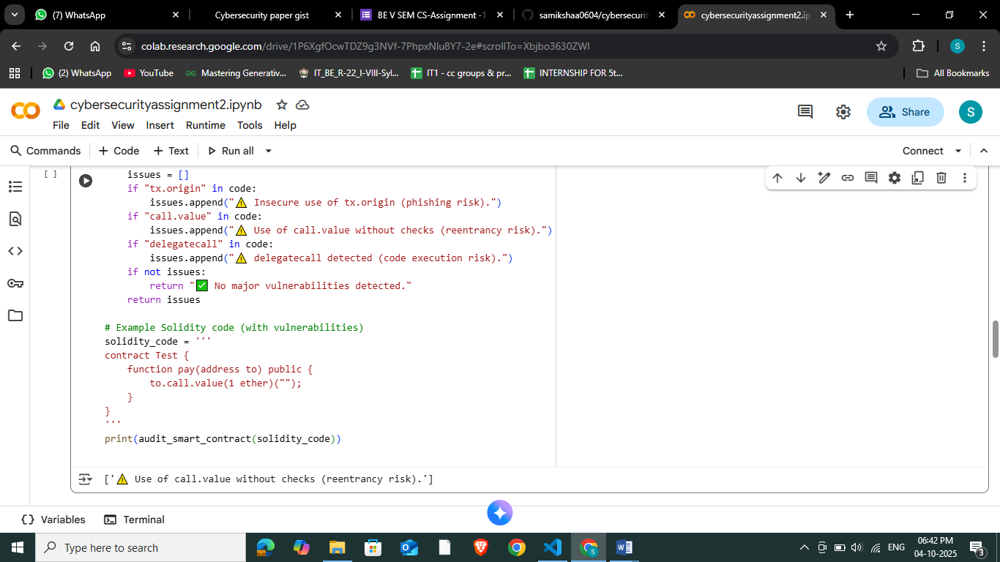 (2) WhatsApp
Cybersecurity paper gist
BE V SEM CS-Assignment -1
samikshaa0604/cybersecurit
cybersecurityassignment2.ip
colab.research.google.com/drive/1P6XgfOcwTDZ9g3NVf-7PhpxNlu8Y7-2e#scrollTo=Xbjbo3630ZWl
S
(2) WhatsApp
YouTube
Mastering Generativ...
IT_BE_R-22_I-VIII-Syl...
IT1 - cc groups & pr...
INTERNSHIP FOR 5t...
All Bookmarks
cybersecurityassignment2.ipynb
File Edit View Insert Runtime Tools Help
Share
S
Commands
+ Code
+ Text
Run all
Connect
[ ]
issues = []
if "tx.origin" in code:
issues.append("⚠️ Insecure use of tx.origin (phishing risk).")
if "call.value" in code:
issues.append("⚠️ Use of call.value without checks (reentrancy risk).")
if "delegatecall" in code:
issues.append("⚠️ delegatecall detected (code execution risk).")
if not issues:
return "✅ No major vulnerabilities detected."
return issues
# Example Solidity code (with vulnerabilities)
solidity_code = '''
contract Test {
function pay(address to) public {
to.call.value(1 ether)("");
}
}
'''
print(audit_smart_contract(solidity_code))
['⚠️ Use of call.value without checks (reentrancy risk).']
Variables
Terminal
Type here to search
ENG
06:42 PM
04-10-2025
3